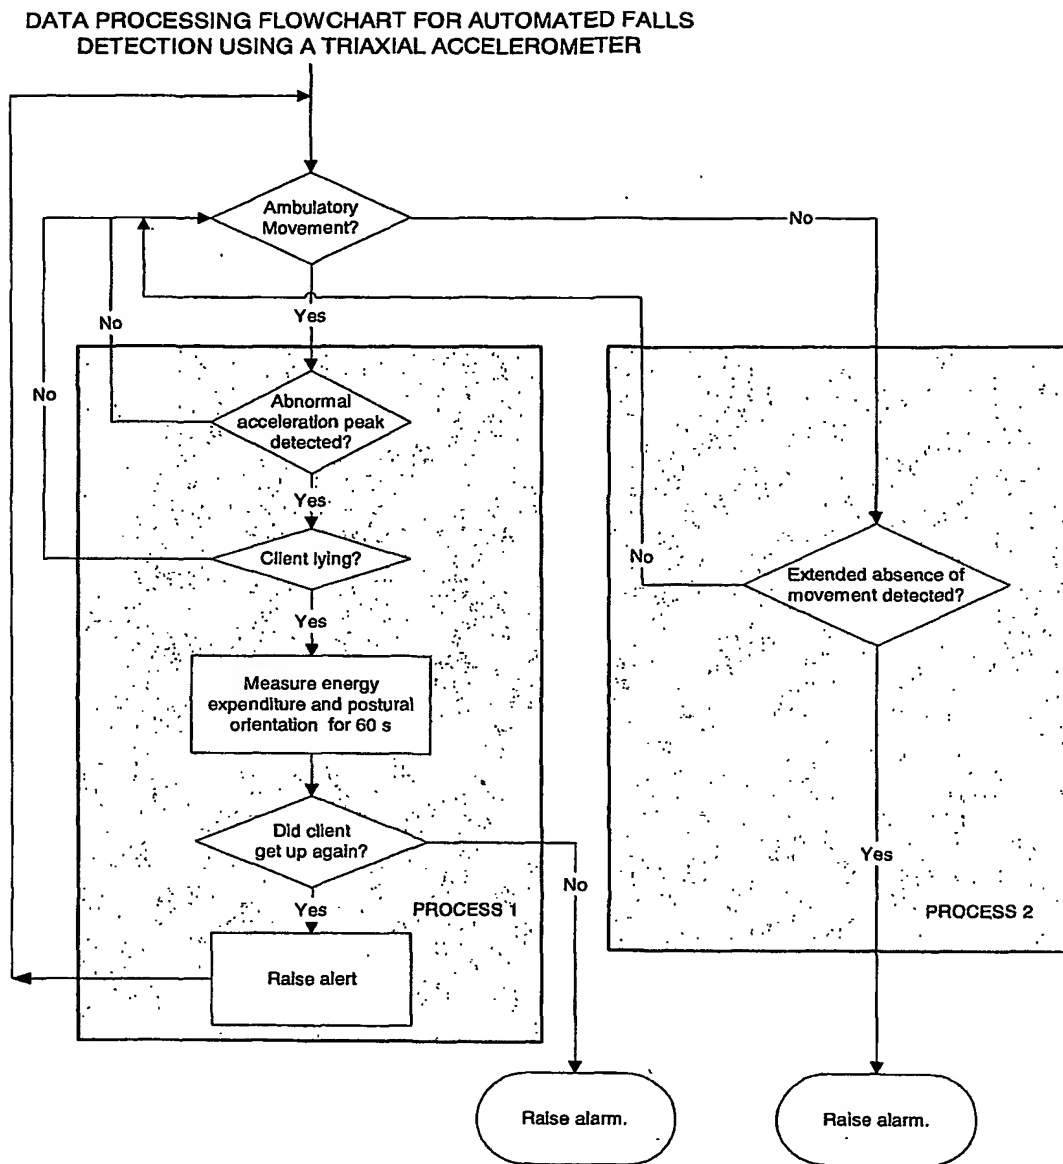 DATA PROCESSING FLOWCHART FOR AUTOMATED FALLS
DETECTION USING A TRIAXIAL ACCELEROMETER
Ambulatory
Movement?
No
Yes
No
No
Abnormal
acceleration peak
detected?
Yes
Client lying?
No
Extended absence of
movement detected?
Yes
Measure energy
expenditure and postural
orientation for 60 s
Did client
get up again?
Yes
No
Yes
PROCESS 1
PROCESS 2
Raise alert
Raise alarm.
Raise alarm.